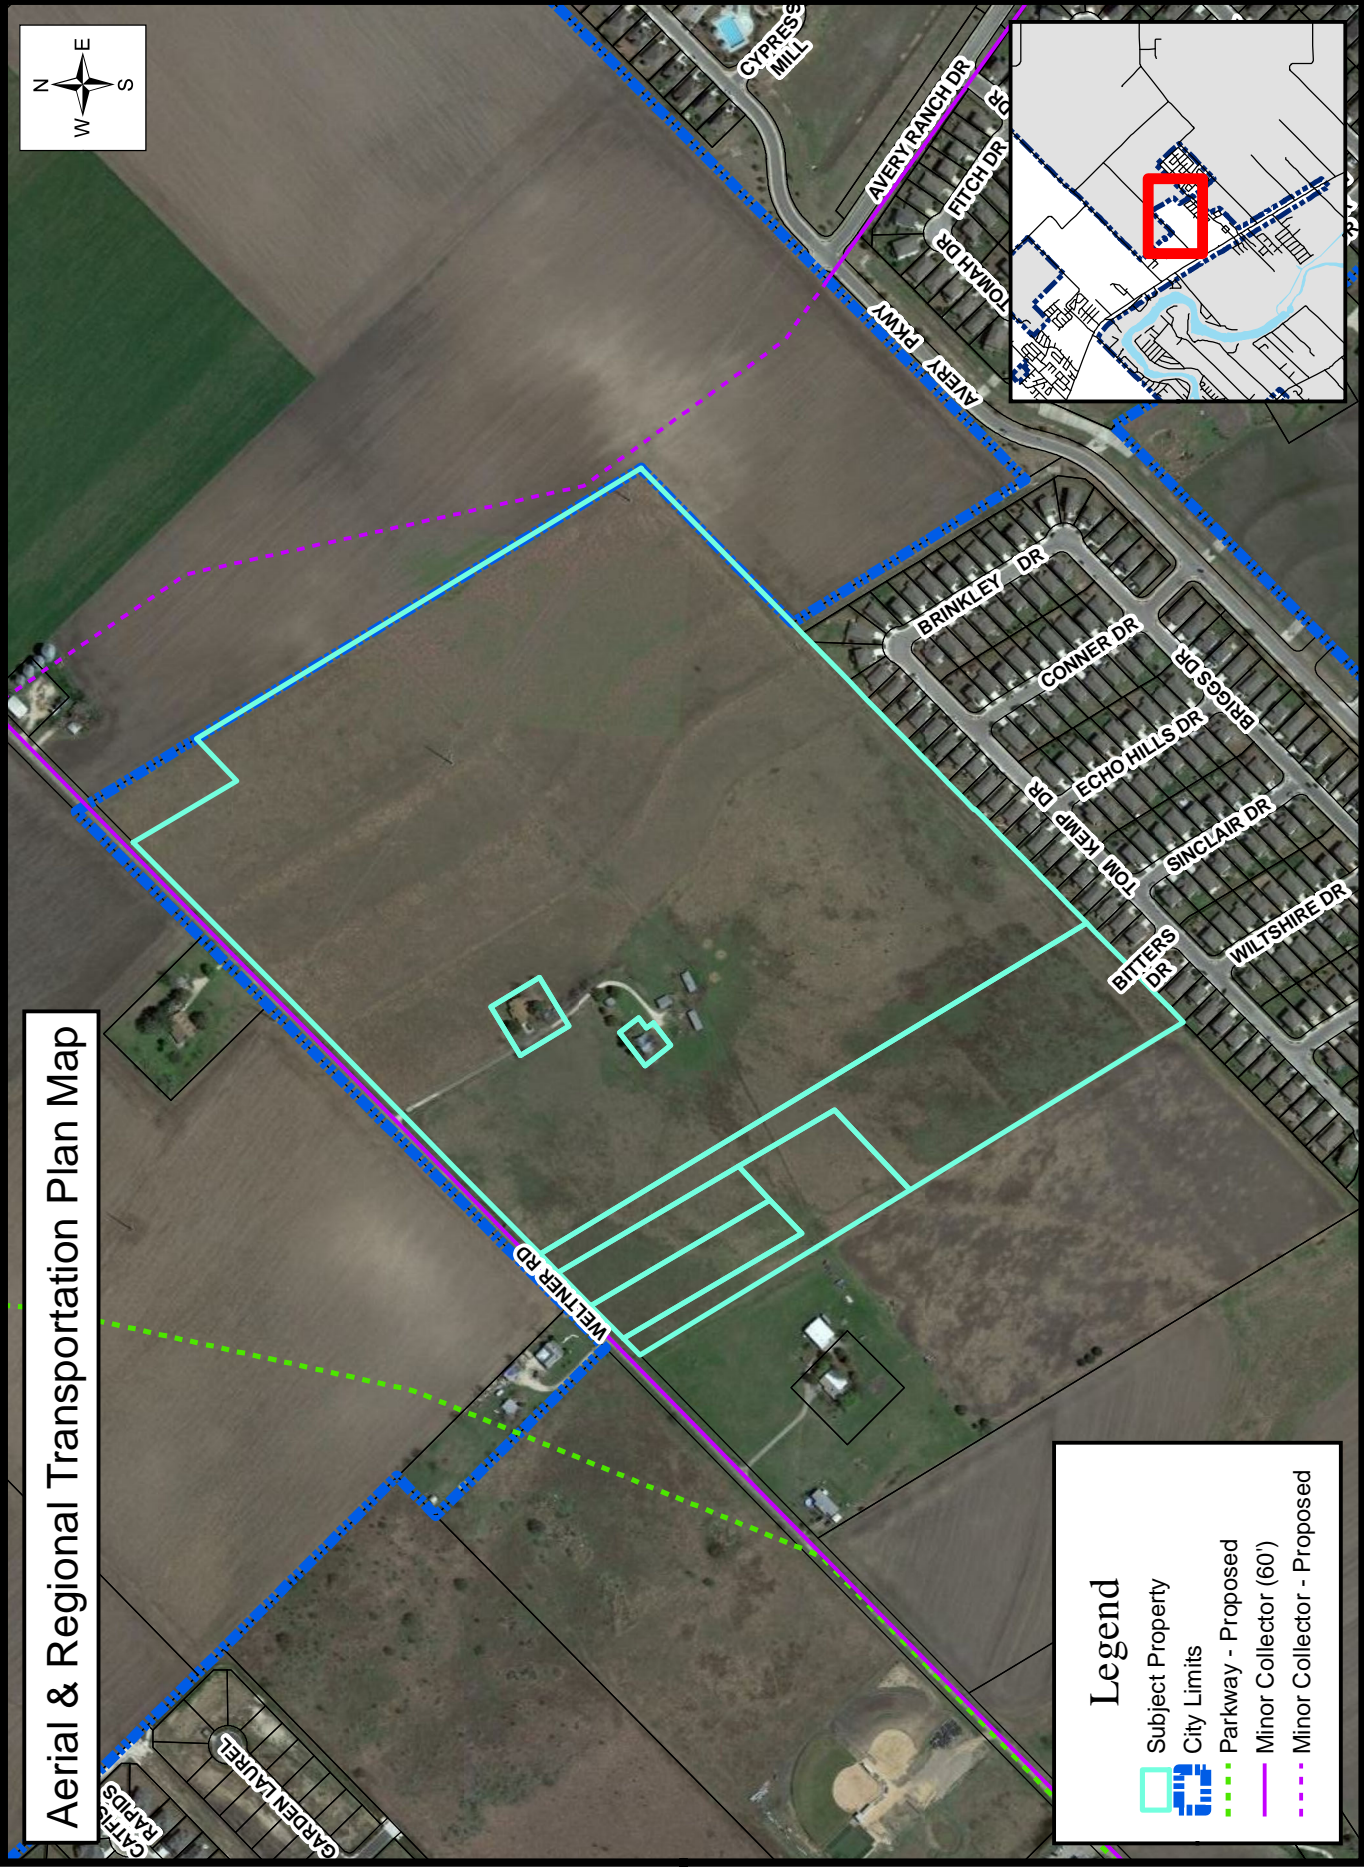 Aerial & Regional Transportation Plan Map
N
W
E
S
CYPRESS
MILL
AVERY RANCH DR
DR
FITCH DR
TOMAH DR
AVERY PKWY
BRINKLEY DR
CONNER DR
BRIGGS DR
ECHO HILLS DR
TOM KEMP DR
SINCLAIR DR
WILTSHIRE DR
BITTERS
DR
WELTNER RD
GARDEN LAUREL
RAPIDS
Legend
Subject Property
City Limits
Parkway - Proposed
Minor Collector (60')
Minor Collector - Proposed